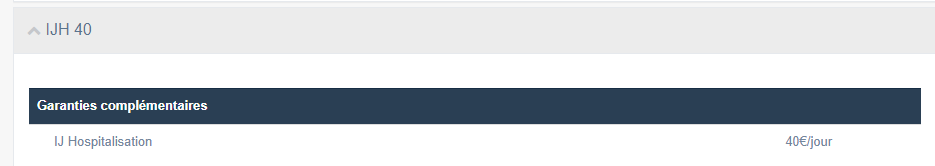 IJH 40
Garanties complémentaires
IJ Hospitalisation 40€/jour